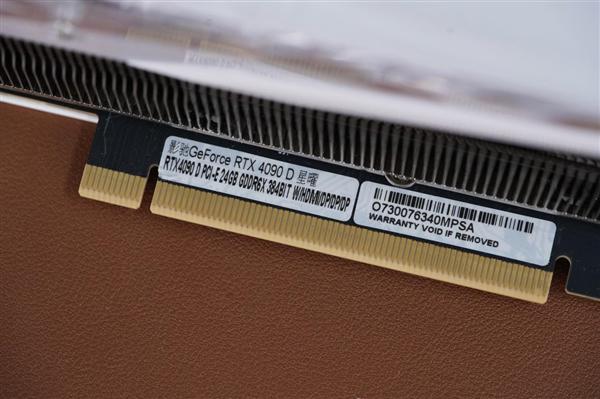 影驰GeForce RTX 4090 D 星曜
RTX4090 D PCI-E 24GB GDDR6X 384BIT W/HDMI/DP/DP/DP
O730076340MPSA
WARRANTY VOID IF REMOVED